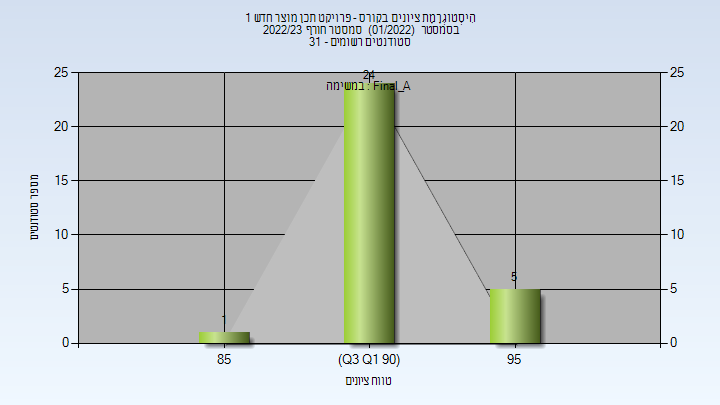 היסטוגרמת ציונים בקורס - פרויקט תכן מוצר חדש 1
בסמסטר (01/2022) סמסטר חורף 2022/23
סטודנטים רשומים - 31
במשימה : Final_A
25 25
20 20
15 15
10 10
5 5
0 0
1 24 5
85 (Q3 Q1 90) 95
מספר סטודנטים
טווח ציונים